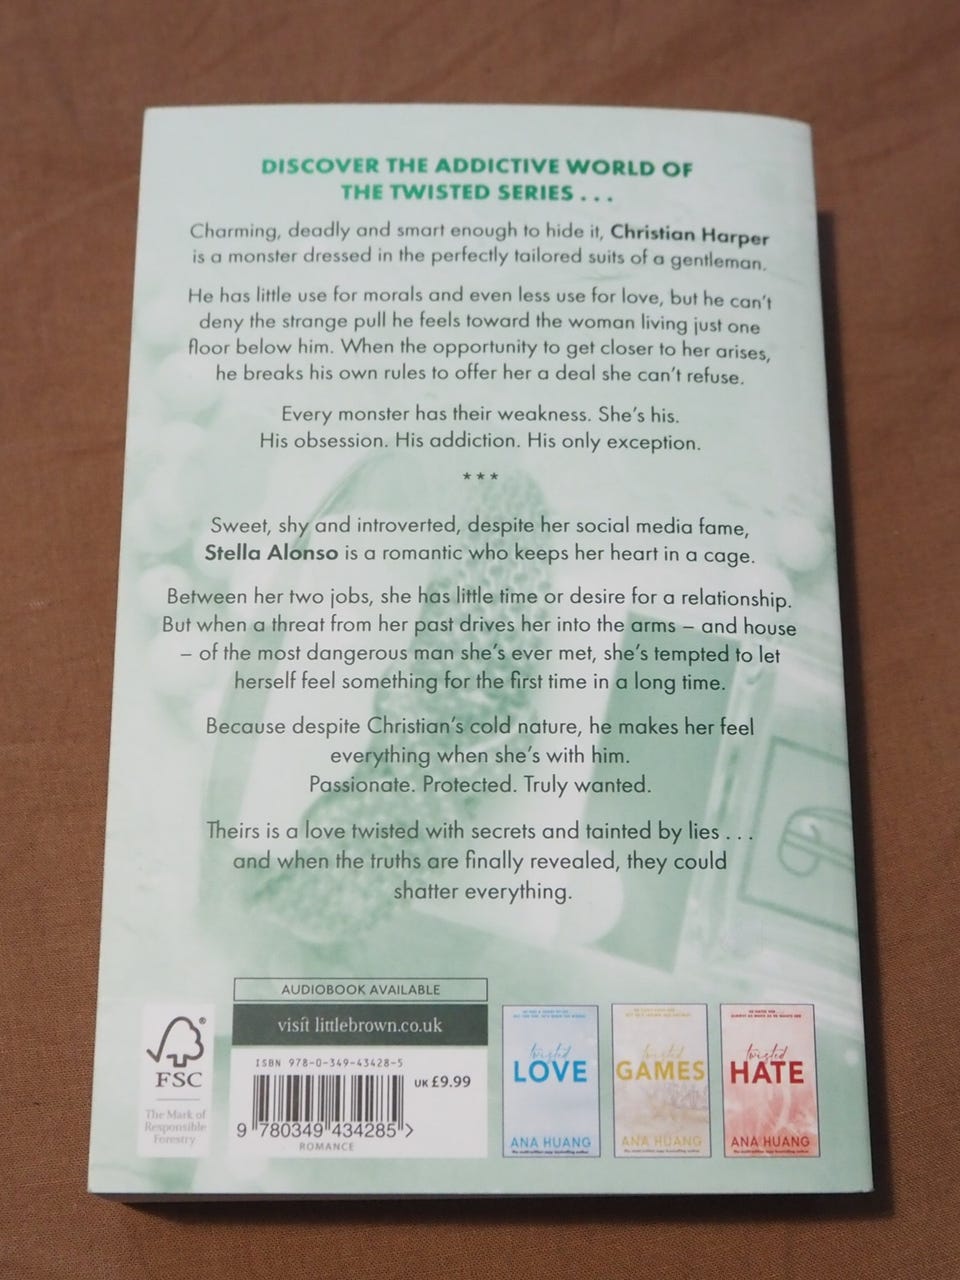 DISCOVER THE ADDICTIVE WORLD OF
THE TWISTED SERIES . . .
Charming, deadly and smart enough to hide it, Christian Harper
is a monster dressed in the perfectly tailored suits of a gentleman.
He has little use for morals and even less use for love, but he can't
deny the strange pull he feels toward the woman living just one
floor below him. When the opportunity to get closer to her arises,
he breaks his own rules to offer her a deal she can't refuse.
Every monster has their weakness. She's his.
His obsession. His addiction. His only exception.
***
Sweet, shy and introverted, despite her social media fame,
Stella Alonso is a romantic who keeps her heart in a cage.
Between her two jobs, she has little time or desire for a relationship.
But when a threat from her past drives her into the arms – and house
– of the most dangerous man she's ever met, she's tempted to let
herself feel something for the first time in a long time.
Because despite Christian's cold nature, he makes her feel
everything when she's with him.
Passionate. Protected. Truly wanted.
Theirs is a love twisted with secrets and tainted by lies . . .
and when the truths are finally revealed, they could
shatter everything.
AUDIOBOOK AVAILABLE
visit littlebrown.co.uk
ISBN 978-0-349-43428-5
UK £9.99
9 780349 434285 >
ROMANCE
®
FSC
The Mark of
Responsible
Forestry
twisted
LOVE
ANA HUANG
twisted
GAMES
ANA HUANG
twisted
HATE
ANA HUANG